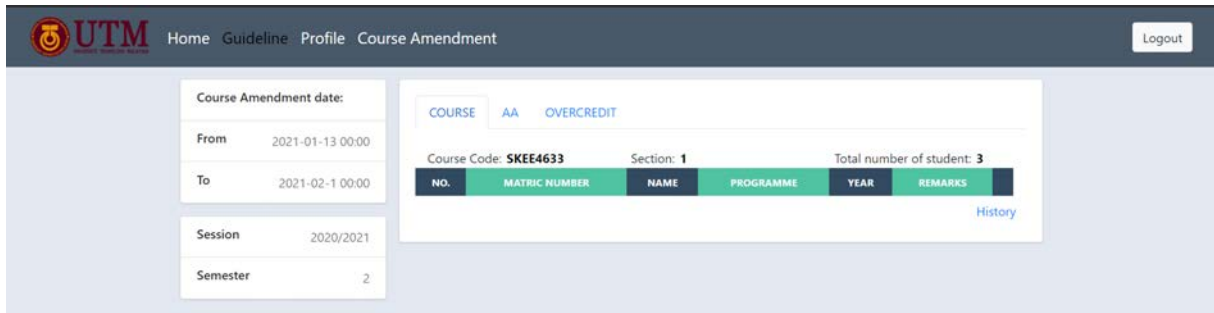 UTM
Home Guideline Profile Course Amendment
Logout
Course Amendment date:
From 2021-01-13 00:00
To 2021-02-1 00:00
Session 2020/2021
Semester 2
COURSE AA OVERCREDIT
Course Code: SKEE4633 Section: 1 Total number of student: 3
NO. MATRIC NUMBER NAME PROGRAMME YEAR REMARKS
History